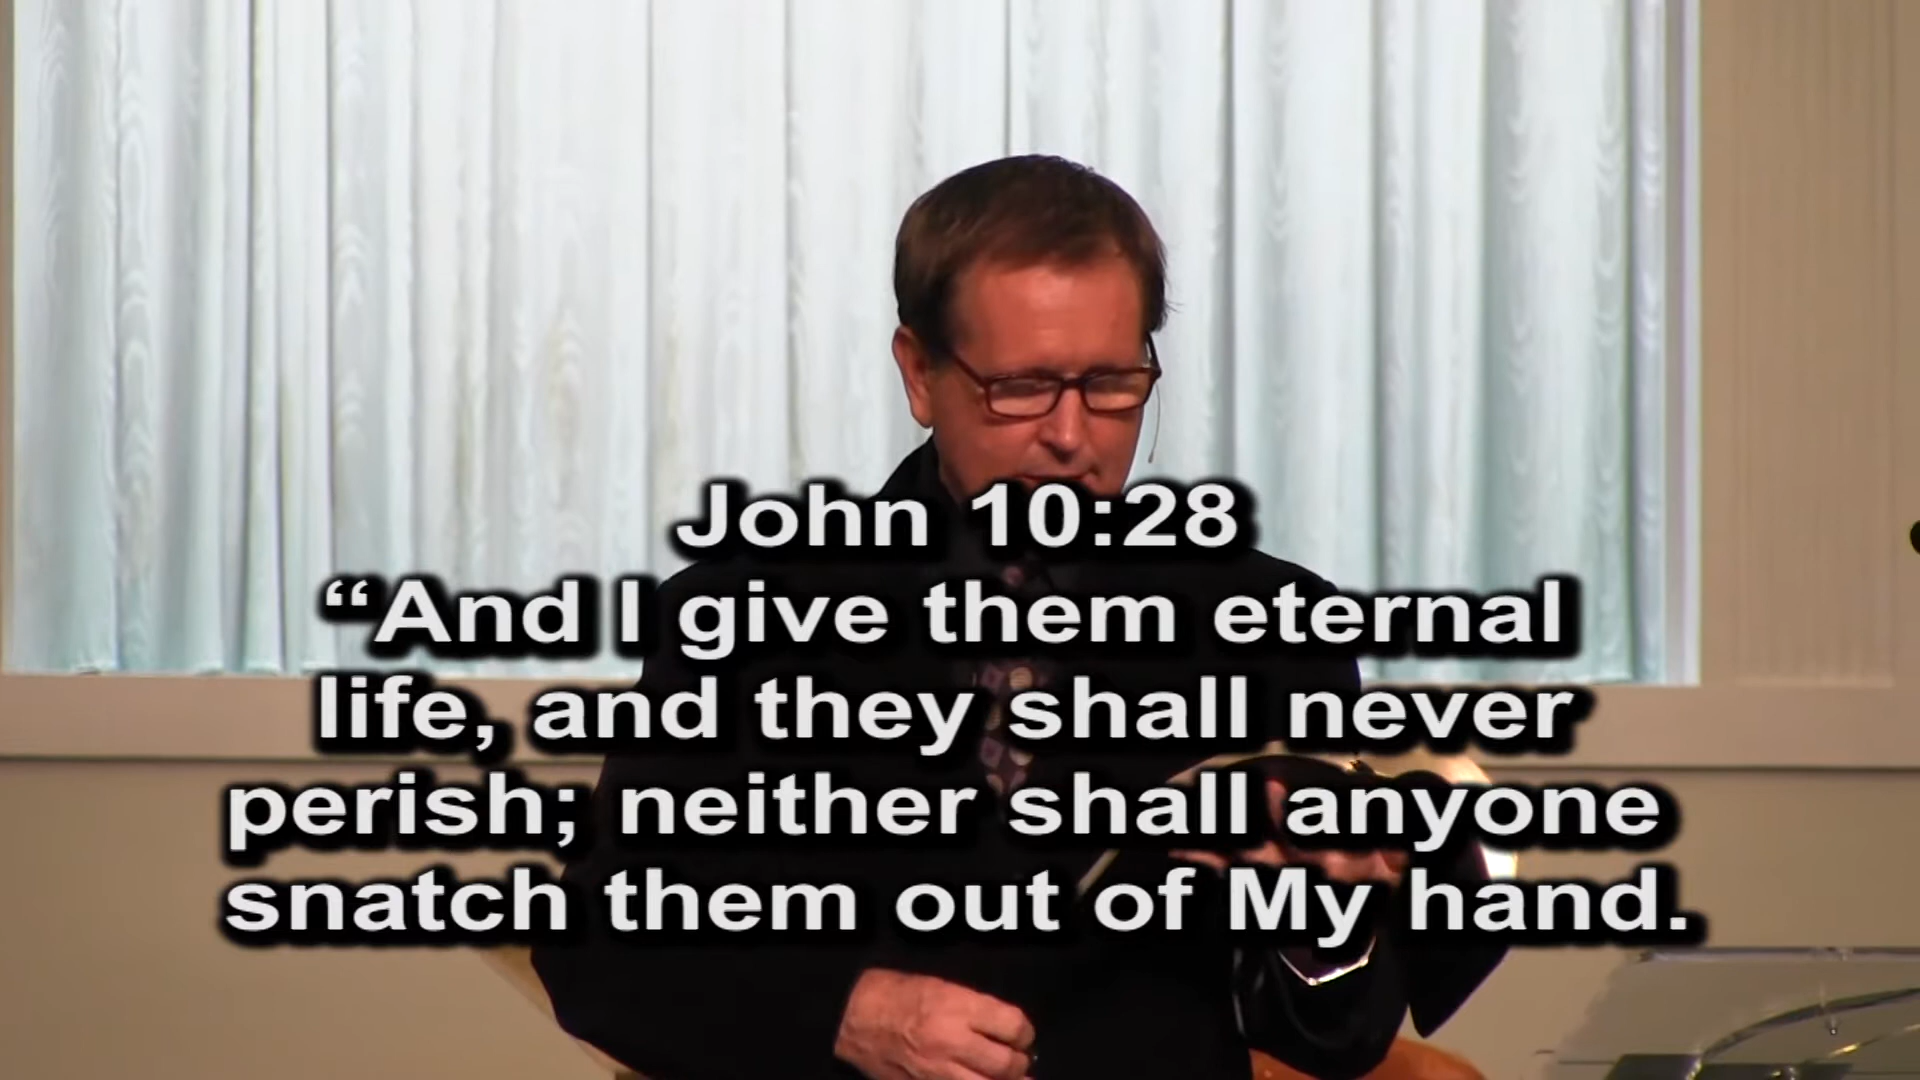 John 10:28
“And I give them eternal
life, and they shall never
perish; neither shall anyone
snatch them out of My hand.